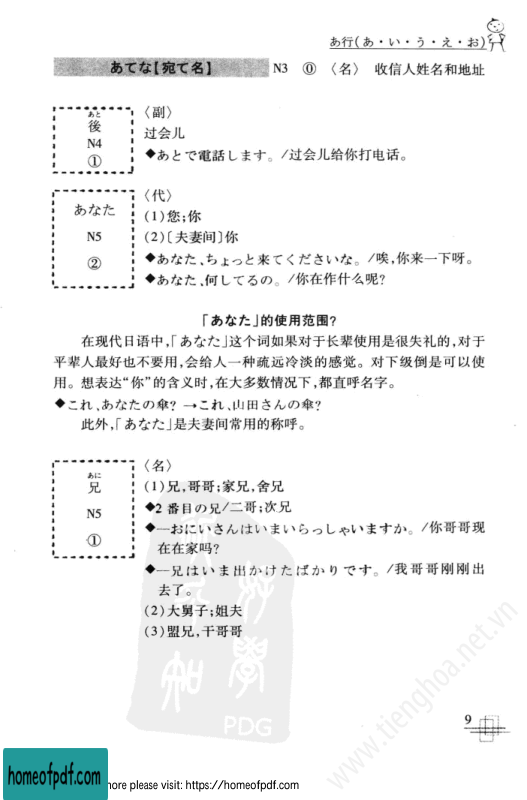 あ行(あ・い・う・え・お)
あてな【宛て名】 N3 ⓪ 〈名〉 收信人姓名和地址
あと
後
N4
①
〈副〉
过会儿
◆あとで電話します。/过会儿给你打电话。
あなた
N5
②
〈代〉
(1)您;你
(2)〔夫妻间〕你
◆あなた、ちょっと来てくださいな。/唉,你来一下呀。
◆あなた、何してるの。/你在作什么呢?
「あなた」的使用范围?
在现代日语中,「あなた」这个词如果对于长辈使用是很失礼的,对于
平辈人最好也不要用,会给人一种疏远冷淡的感觉。对下级倒是可以使
用。想表达“你”的含义时,在大多数情况下,都直呼名字。
◆これ、あなたの傘? →これ、山田さんの傘?
此外,「あなた」是夫妻间常用的称呼。
あに
兄
N5
①
〈名〉
(1)兄,哥哥;家兄,舍兄
◆2番目の兄/二哥;次兄
◆—おにいさんはいまいらっしゃいますか。/你哥哥现
在在家吗?
◆—兄はいま出かけたばかりです。/我哥哥刚刚出
去了。
(2)大舅子;姐夫
(3)盟兄,干哥哥
PDG
www.tienghoa.net.vn
9
homeofpdf.com
more please visit: https://homeofpdf.com